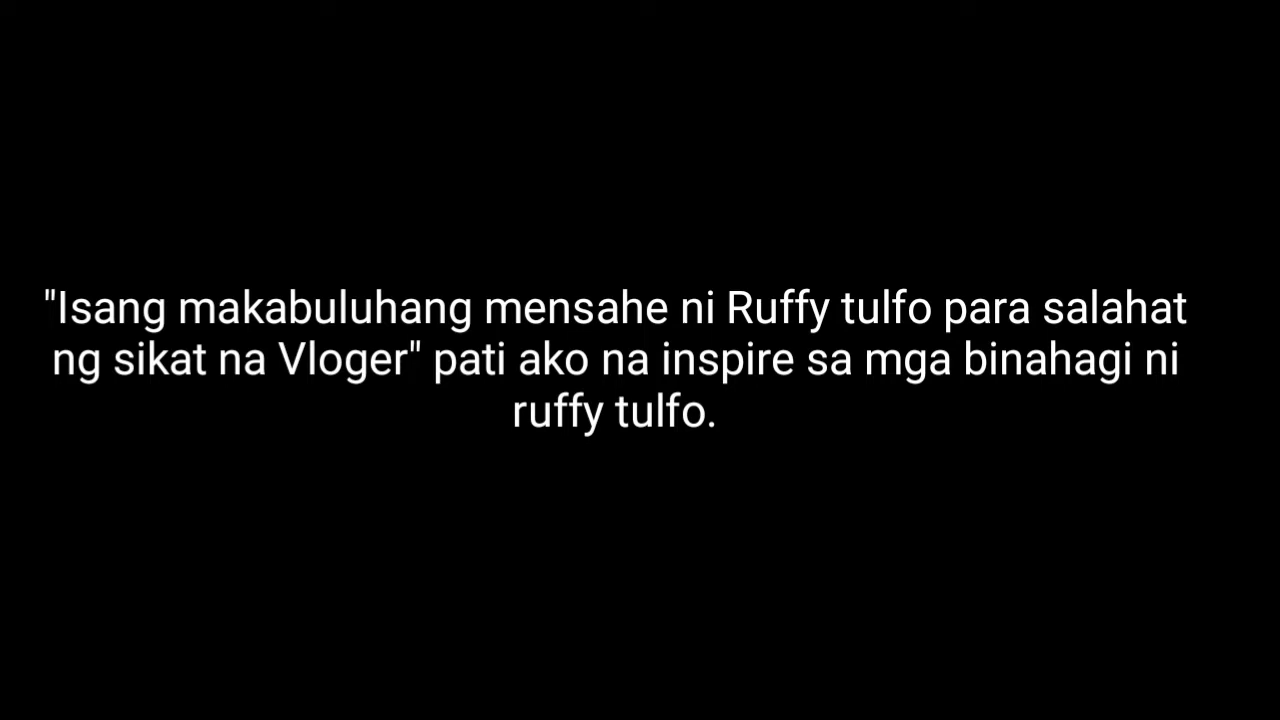 "Isang makabuluhang mensahe ni Ruffy tulfo para salahat
ng sikat na Vloger" pati ako na inspire sa mga binahagi ni
ruffy tulfo.